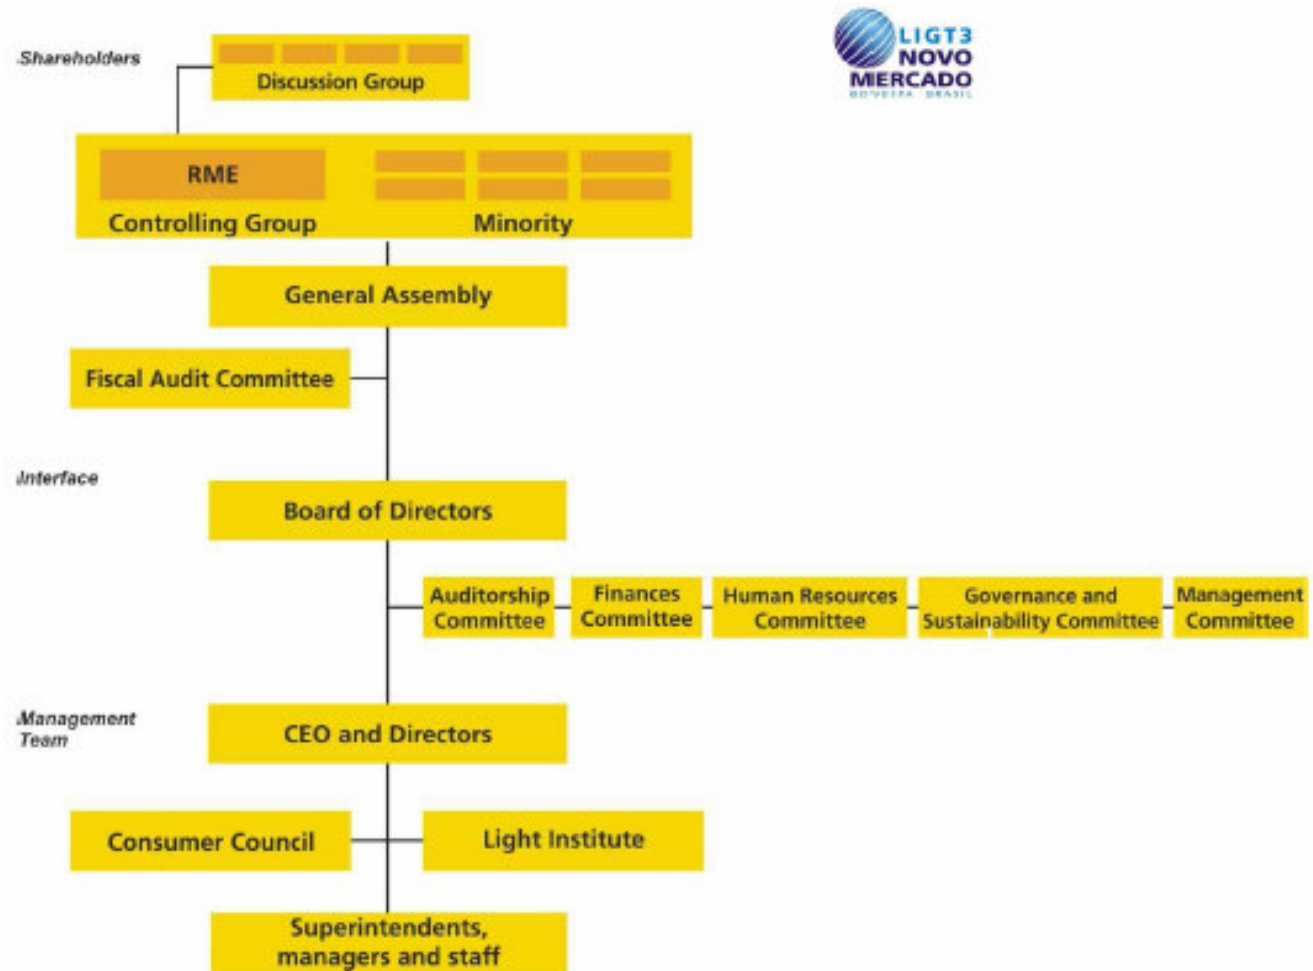 Shareholders
Discussion Group
LIGT3
NOVO
MERCADO
BOVESPA BRASIL
RME
Controlling Group
Minority
General Assembly
Fiscal Audit Committee
Interface
Board of Directors
Auditorship
Committee
Finances
Committee
Human Resources
Committee
Governance and
Sustainability Committee
Management
Committee
Management
Team
CEO and Directors
Consumer Council
Light Institute
Superintendents,
managers and staff